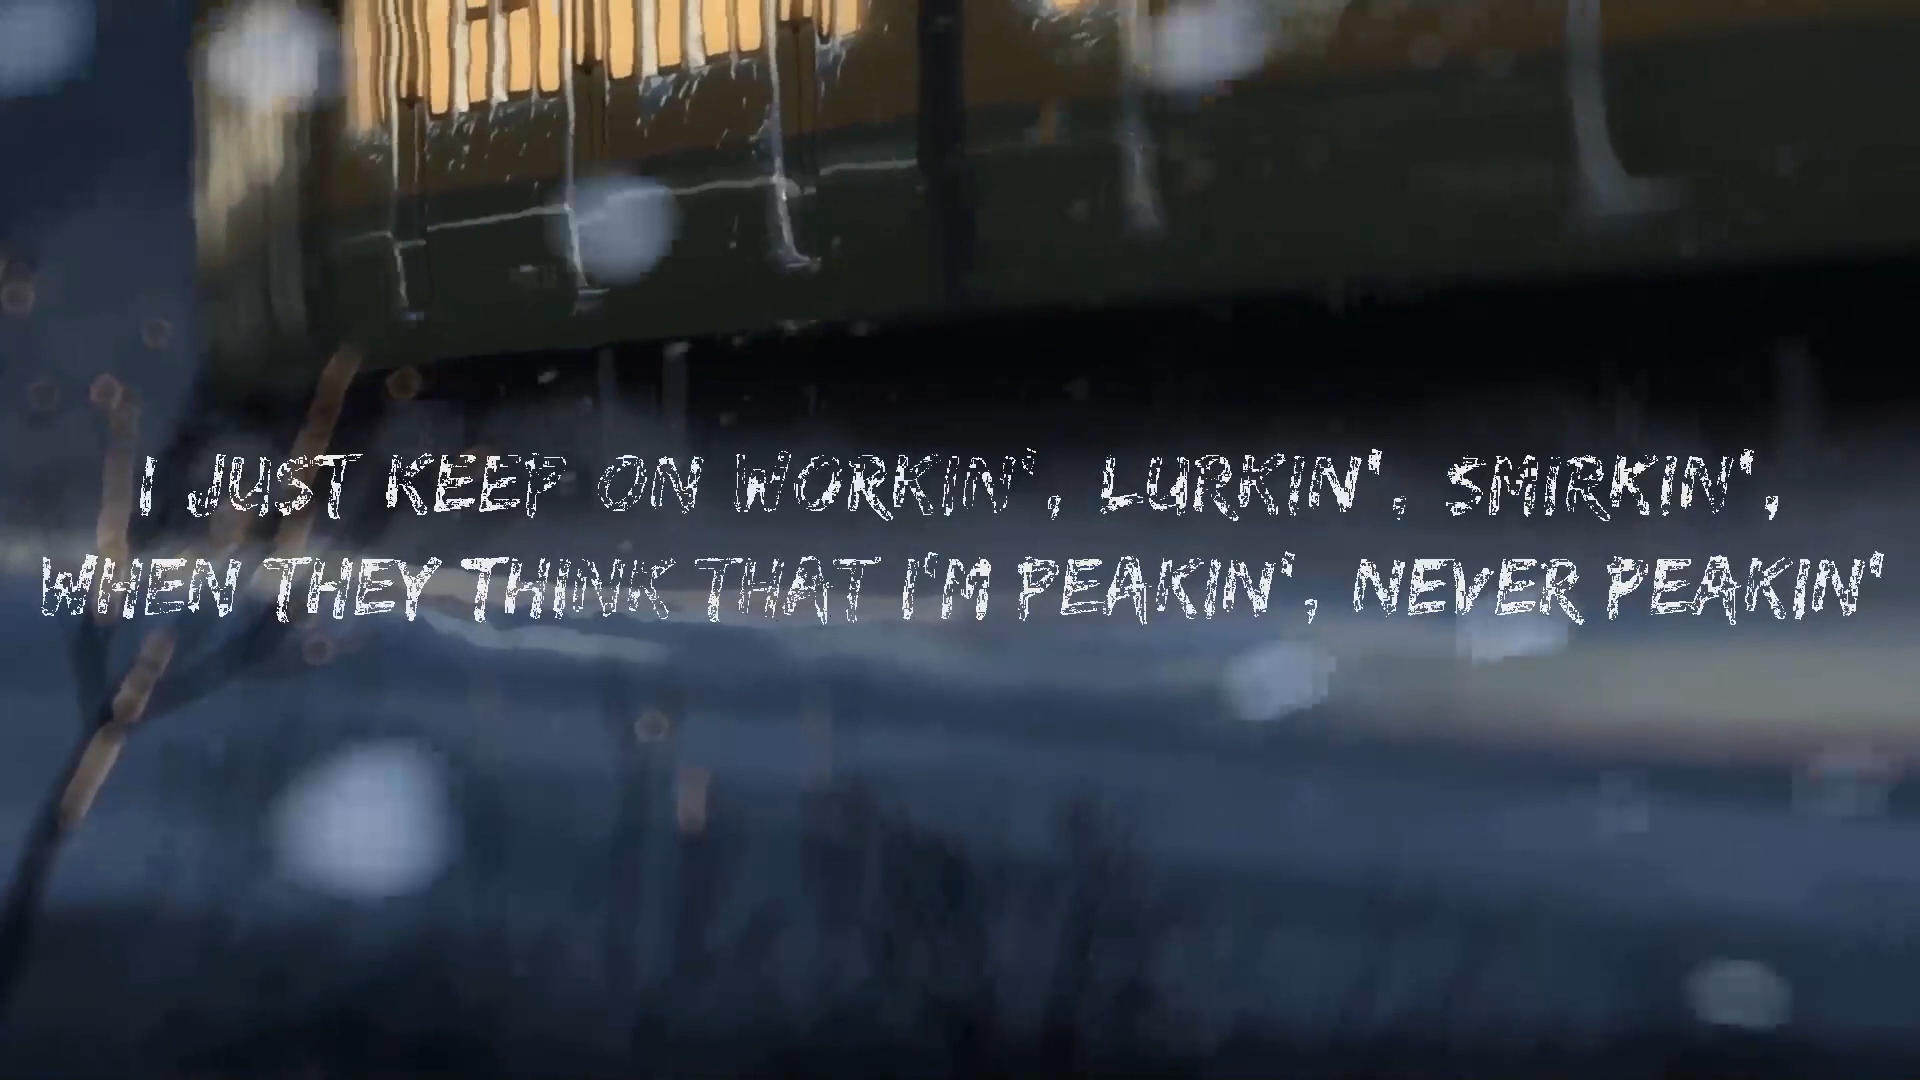 I JUST KEEP ON WORKIN', LURKIN', SMIRKIN',
WHEN THEY THINK THAT I'M PEAKIN', NEVER PEAKIN'